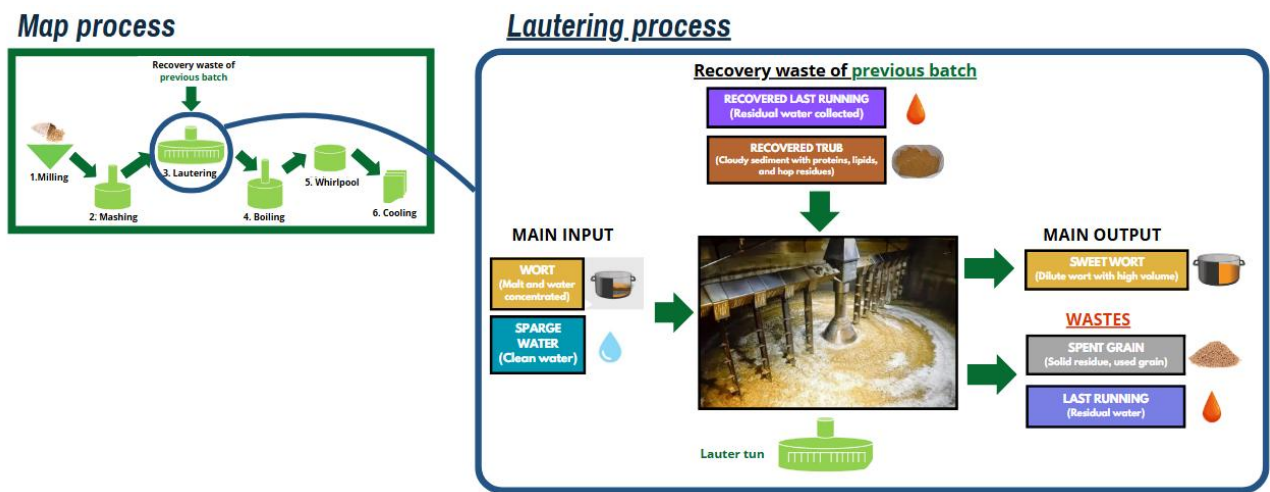 Map process
Recovery waste of
previous batch
1.Milling
2. Mashing
3. Lautering
4. Boiling
5. Whirlpool
6. Cooling
Lautering process
Recovery waste of previous batch
RECOVERED LAST RUNNING
(Residual water collected)
RECOVERED TRUB
(Cloudy sediment with proteins, lipids,
and hop residues)
MAIN INPUT
WORT
(Malt and water
concentrated)
SPARGE
WATER
(Clean water)
MAIN OUTPUT
SWEET WORT
(Dilute wort with high volume)
WASTES
SPENT GRAIN
(Solid residue, used grain)
LAST RUNNING
(Residual water)
Lauter tun